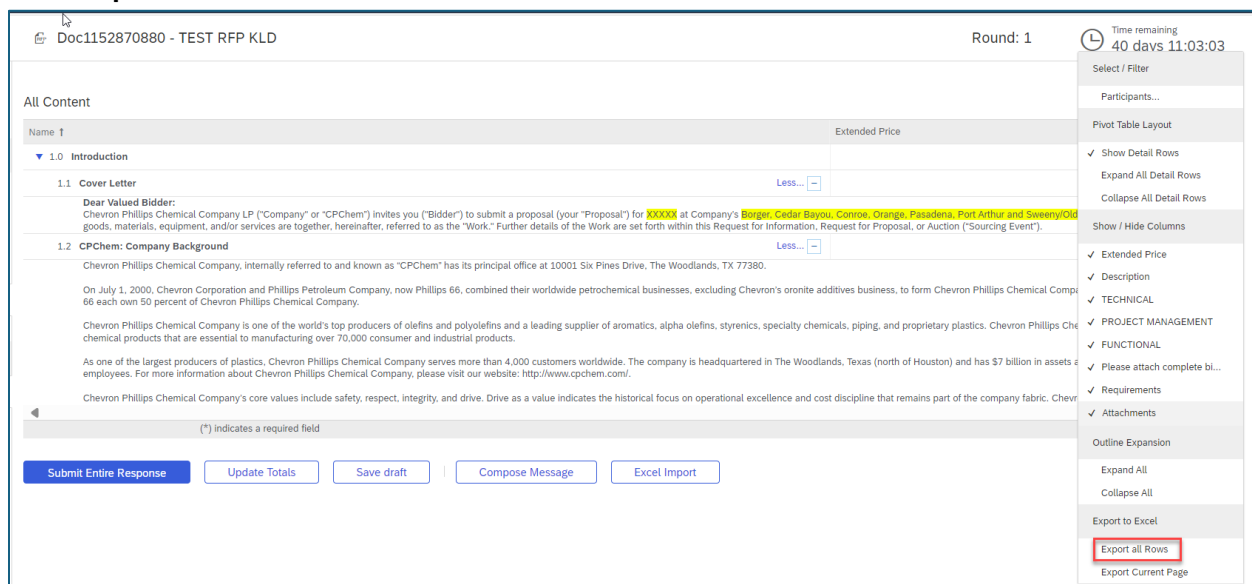 Doc1152870880 - TEST RFP KLD
Round: 1
Time remaining
40 days 11:03:03
All Content
Name ↑
Extended Price
▼ 1.0 Introduction
1.1 Cover Letter
Less... –
Dear Valued Bidder:
Chevron Phillips Chemical Company LP ("Company" or "CPChem") invites you ("Bidder") to submit a proposal (your "Proposal") for XXXXX at Company's Borger, Cedar Bayou, Conroe, Orange, Pasadena, Port Arthur and Sweeny/Old
goods, materials, equipment, and/or services are together, hereinafter, referred to as the "Work." Further details of the Work are set forth within this Request for Information, Request for Proposal, or Auction ("Sourcing Event").
1.2 CPChem: Company Background
Less... –
Chevron Phillips Chemical Company, internally referred to and known as "CPChem" has its principal office at 10001 Six Pines Drive, The Woodlands, TX 77380.
On July 1, 2000, Chevron Corporation and Phillips Petroleum Company, now Phillips 66, combined their worldwide petrochemical businesses, excluding Chevron's oronite additives business, to form Chevron Phillips Chemical Compa
66 each own 50 percent of Chevron Phillips Chemical Company.
Chevron Phillips Chemical Company is one of the world's top producers of olefins and polyolefins and a leading supplier of aromatics, alpha olefins, styrenics, specialty chemicals, piping, and proprietary plastics. Chevron Phillips Che
chemical products that are essential to manufacturing over 70,000 consumer and industrial products.
As one of the largest producers of plastics, Chevron Phillips Chemical Company serves more than 4,000 customers worldwide. The company is headquartered in The Woodlands, Texas (north of Houston) and has $7 billion in assets a
employees. For more information about Chevron Phillips Chemical Company, please visit our website: http://www.cpchem.com/.
Chevron Phillips Chemical Company's core values include safety, respect, integrity, and drive. Drive as a value indicates the historical focus on operational excellence and cost discipline that remains part of the company fabric. Chevr
(*) indicates a required field
Submit Entire Response
Update Totals
Save draft
Compose Message
Excel Import
Select / Filter
Participants...
Pivot Table Layout
✓ Show Detail Rows
Expand All Detail Rows
Collapse All Detail Rows
Show / Hide Columns
✓ Extended Price
✓ Description
✓ TECHNICAL
✓ PROJECT MANAGEMENT
✓ FUNCTIONAL
✓ Please attach complete bi...
✓ Requirements
✓ Attachments
Outline Expansion
Expand All
Collapse All
Export to Excel
Export all Rows
Export Current Page